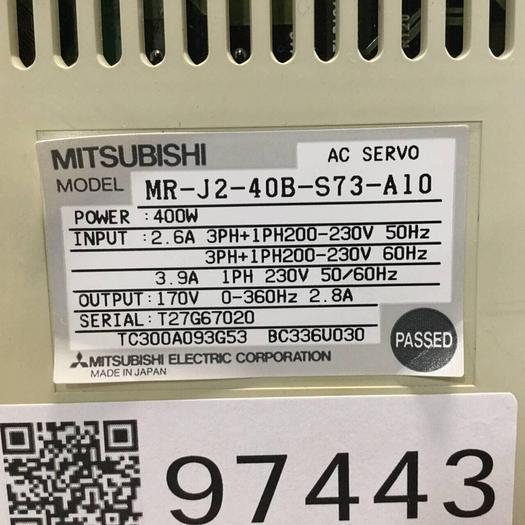 MITSUBISHI AC SERVO
MODEL MR-J2-40B-S73-A10
POWER : 400W
INPUT : 2.6A 3PH+1PH200-230V 50Hz
3PH+1PH200-230V 60Hz
3.9A 1PH 230V 50/60Hz
OUTPUT : 170V 0-360Hz 2.8A
SERIAL : T27G67020
TC300A093G53 BC336U030
PASSED
MITSUBISHI ELECTRIC CORPORATION
MADE IN JAPAN
97443